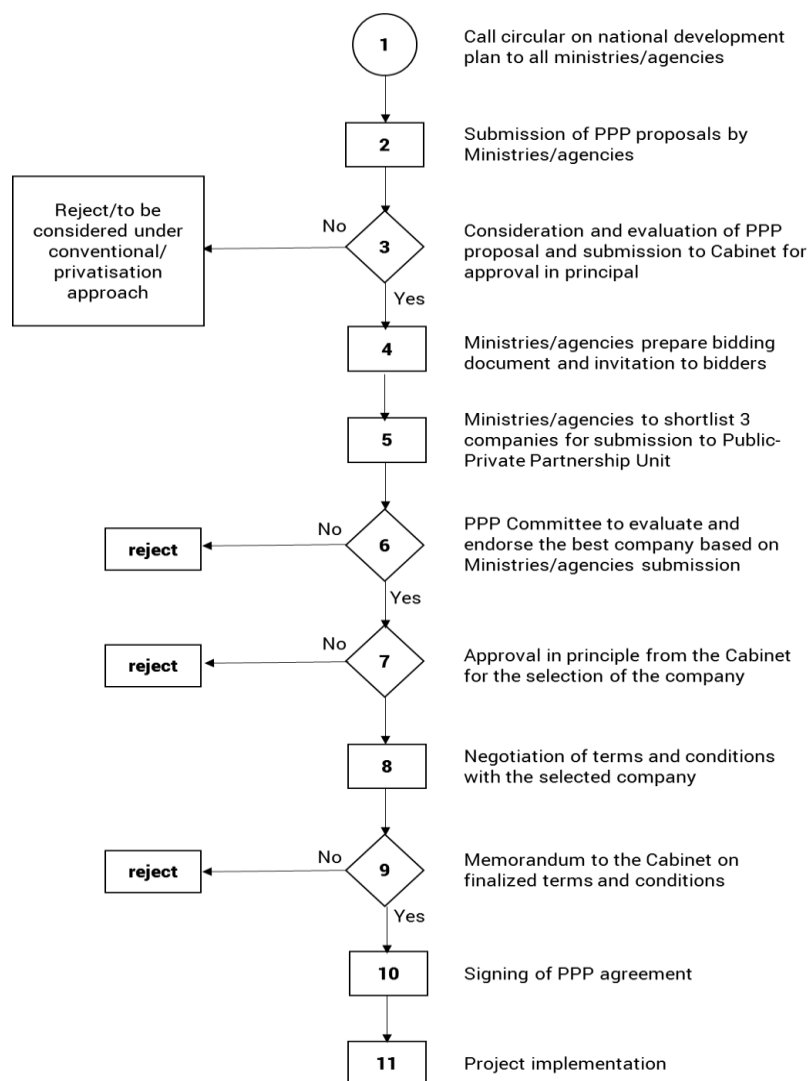 1
Call circular on national development
plan to all ministries/agencies
2
Submission of PPP proposals by
Ministries/agencies
Reject/to be
considered under
conventional/
privatisation
approach
No
3
Consideration and evaluation of PPP
proposal and submission to Cabinet for
approval in principal
Yes
4
Ministries/agencies prepare bidding
document and invitation to bidders
5
Ministries/agencies to shortlist 3
companies for submission to Public-
Private Partnership Unit
reject
No
6
PPP Committee to evaluate and
endorse the best company based on
Ministries/agencies submission
Yes
reject
No
7
Approval in principle from the Cabinet
for the selection of the company
8
Negotiation of terms and conditions
with the selected company
reject
No
9
Memorandum to the Cabinet on
finalized terms and conditions
Yes
10
Signing of PPP agreement
11
Project implementation